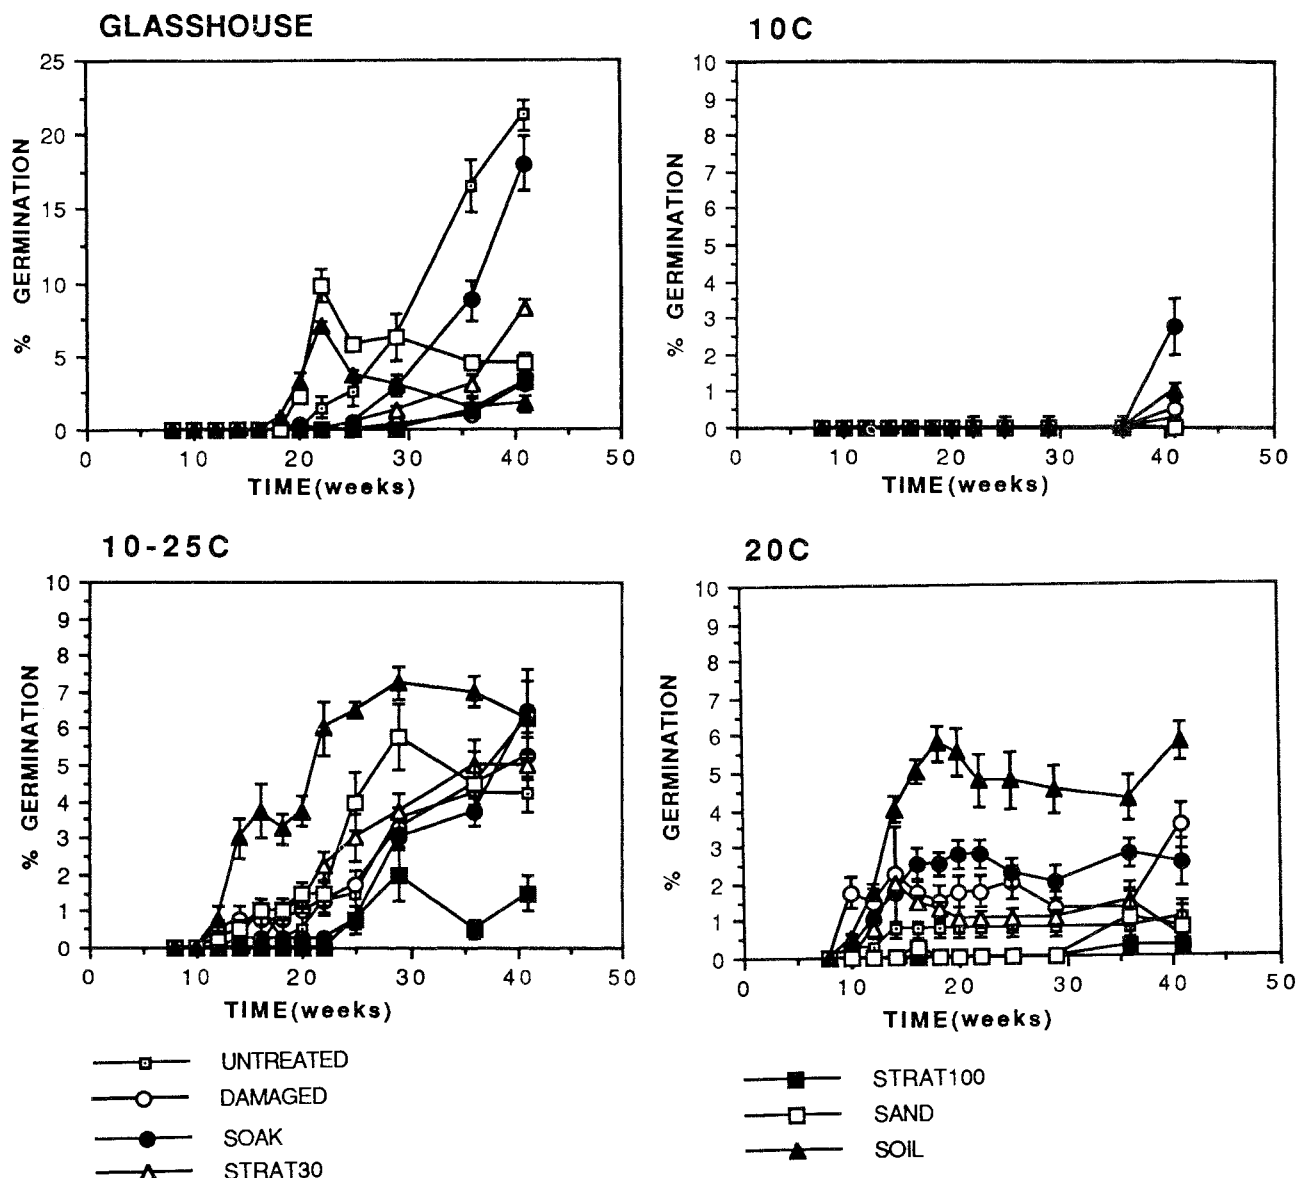 GLASSHOUSE
25
20
15
10
5
0
% GERMINATION
0 10 20 30 40 50
TIME(weeks)
10C
10
9
8
7
6
5
4
3
2
1
0
% GERMINATION
0 10 20 30 40 50
TIME(weeks)
10-25C
10
9
8
7
6
5
4
3
2
1
0
% GERMINATION
0 10 20 30 40 50
TIME(weeks)
20C
10
9
8
7
6
5
4
3
2
1
0
% GERMINATION
0 10 20 30 40 50
TIME(weeks)
UNTREATED
DAMAGED
SOAK
STRAT30
STRAT100
SAND
SOIL